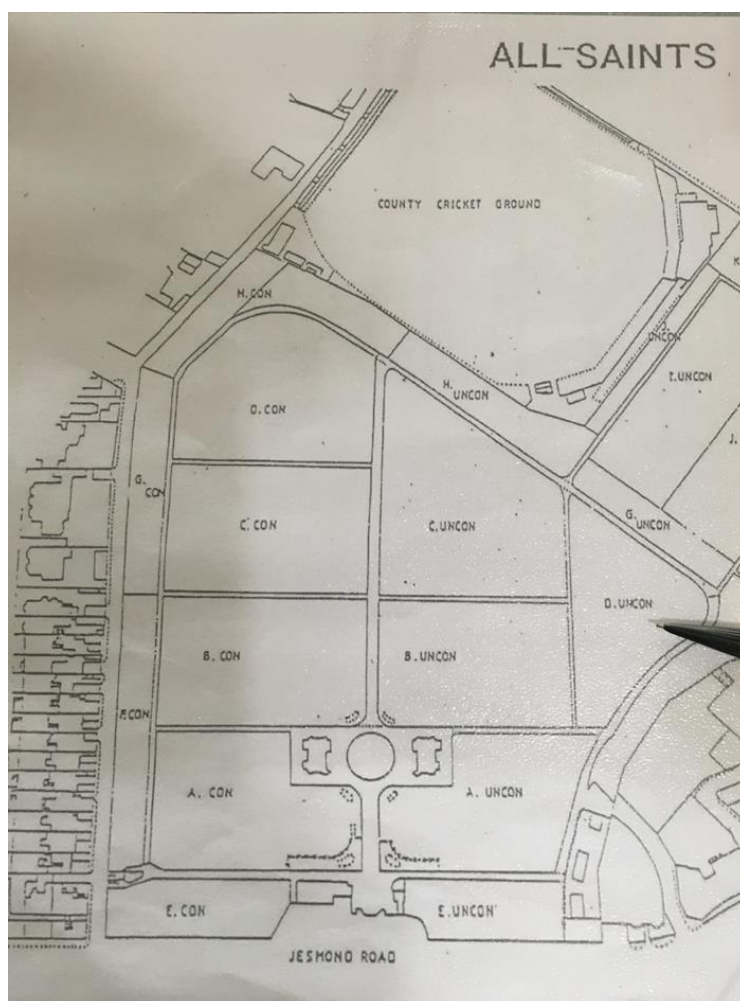 ALL SAINTS
COUNTY CRICKET GROUND
H. CON
K
J.
UNCON
I. UNCON
H.
UNCON
D. CON
J.
G.
CON
C. CON
C. UNCON
G.
UNCON
D. UNCON
B. CON
B. UNCON
F. CON
A. CON
A. UNCON
E. CON
E. UNCON
JESMOND ROAD